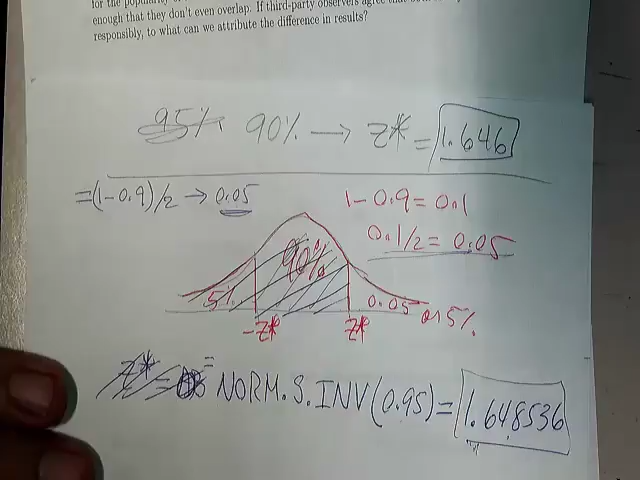 enough that they don't even overlap. If third-party observers agree that
responsibly, to what can we attribute the difference in results?
95% 90% → z* = 1.646
=(1-0.9)/2 → 0.05
1-0.9 = 0.1
0.1/2 = 0.05
90%
5%
0.05 or 5%
-z* z*
z* =
= NORM.S.INV(0.95) = 1.648536